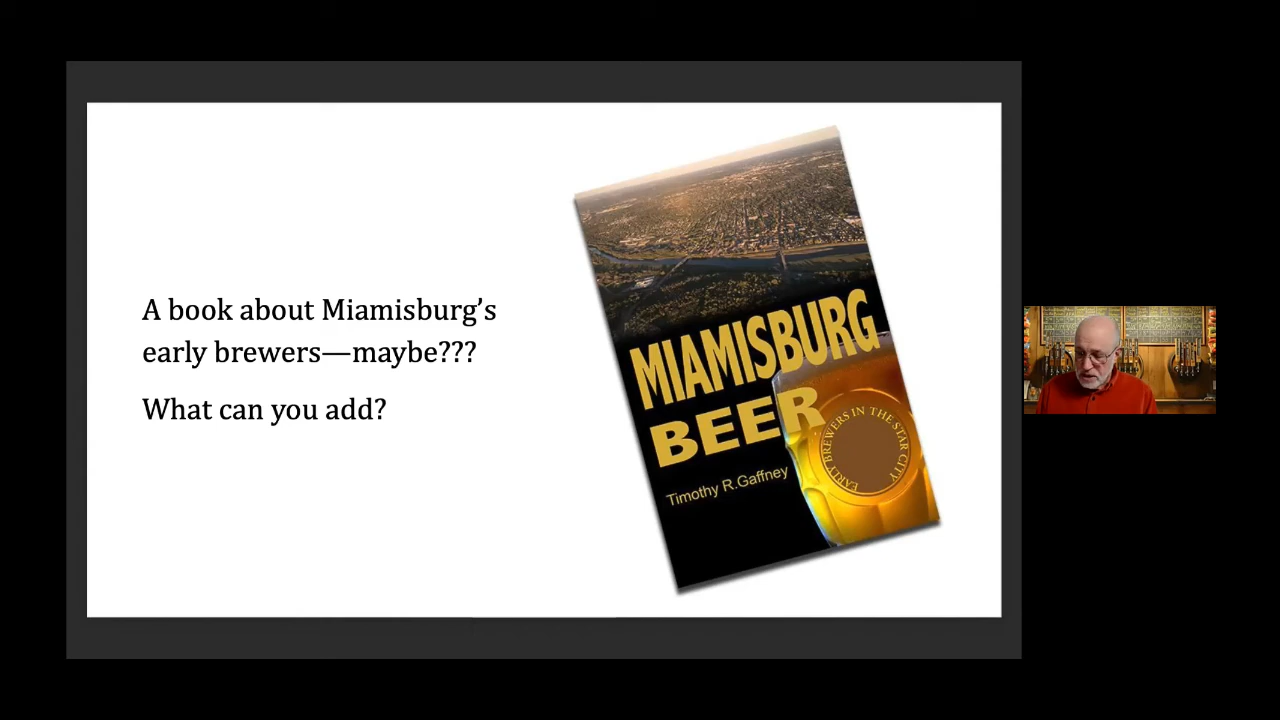 A book about Miamisburg’s
early brewers—maybe???
What can you add?
MIAMISBURG
BEER
Timothy R.Gaffney
EARLY BREWERS IN THE STAR CITY